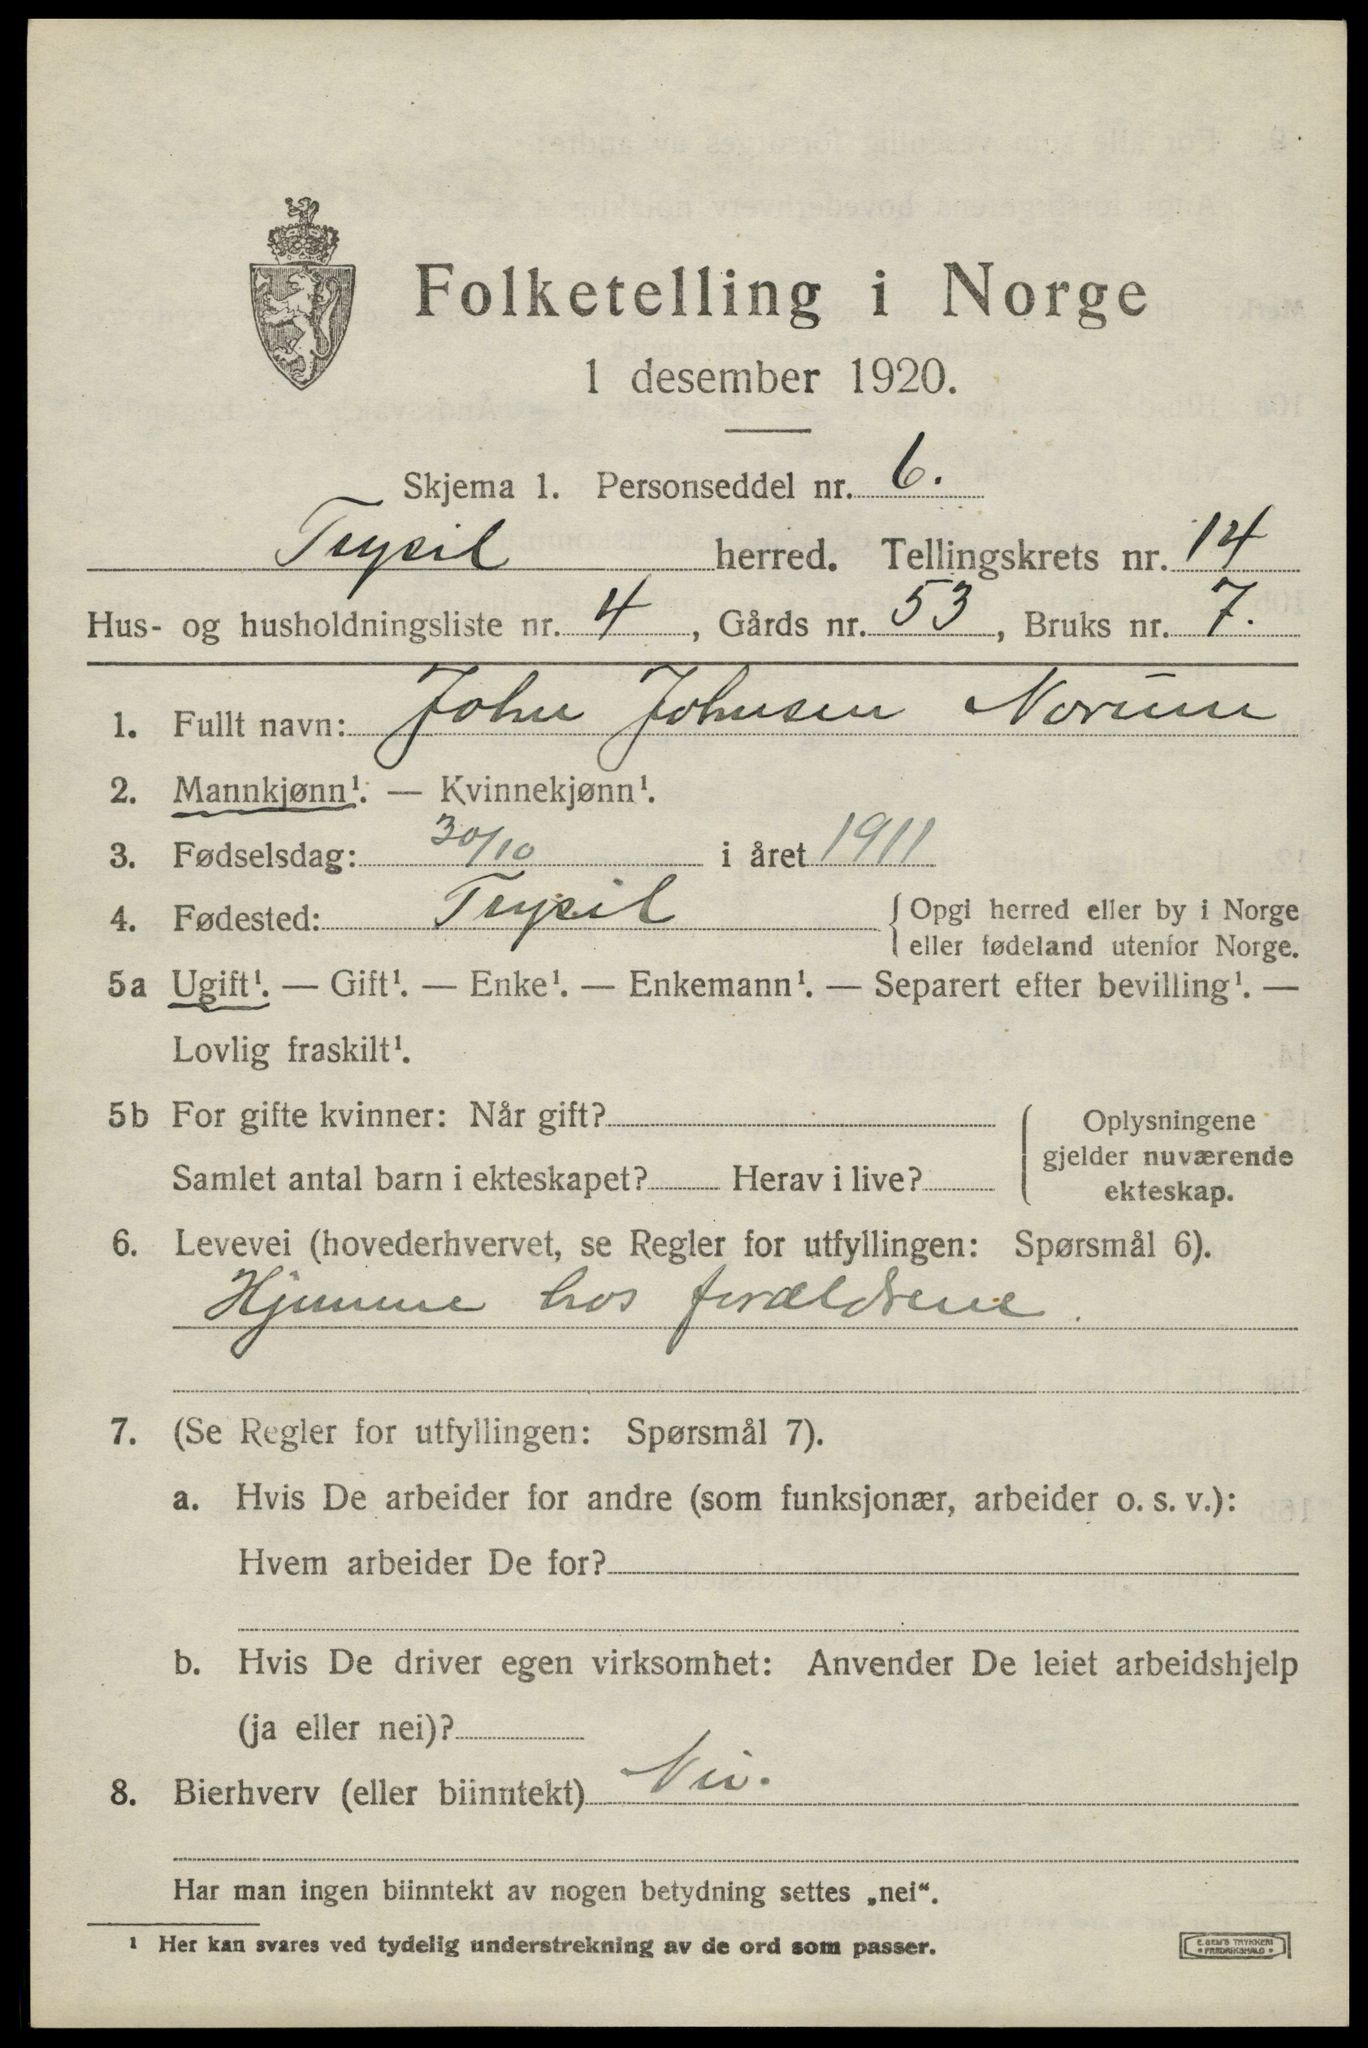 Folketelling i Norge
1 desember 1920.
Skjema 1. Personseddel nr. 6.
Trysil herred. Tellingskrets nr. 14
Hus- og husholdningsliste nr. 4, Gårds nr. 53, Bruks nr. 7.
1. Fullt navn: John Johnsen Norum
2. Mannkjønn¹. — Kvinnekjønn¹.
3. Fødselsdag: 30/10 i året 1911
4. Fødested: Trysil { Opgi herred eller by i Norge
eller fødeland utenfor Norge.
5a Ugift¹. — Gift¹. — Enke¹. — Enkemann¹. — Separert efter bevilling¹. —
Lovlig fraskilt¹.
5b For gifte kvinner: Når gift?
Samlet antal barn i ekteskapet? Herav i live?
Oplysningene
gjelder nuværende
ekteskap.
6. Levevei (hovederhvervet, se Regler for utfyllingen: Spørsmål 6).
Hjemme hos forældrene.
7. (Se Regler for utfyllingen: Spørsmål 7).
a. Hvis De arbeider for andre (som funksjonær, arbeider o. s. v.):
Hvem arbeider De for?
b. Hvis De driver egen virksomhet: Anvender De leiet arbeidshjelp
(ja eller nei)?
8. Bierhverv (eller biinntekt) Nei.
Har man ingen biinntekt av nogen betydning settes „nei“.
¹ Her kan svares ved tydelig understrekning av de ord som passer.
E. SEM'S TRYKKERI
FREDRIKSHALD